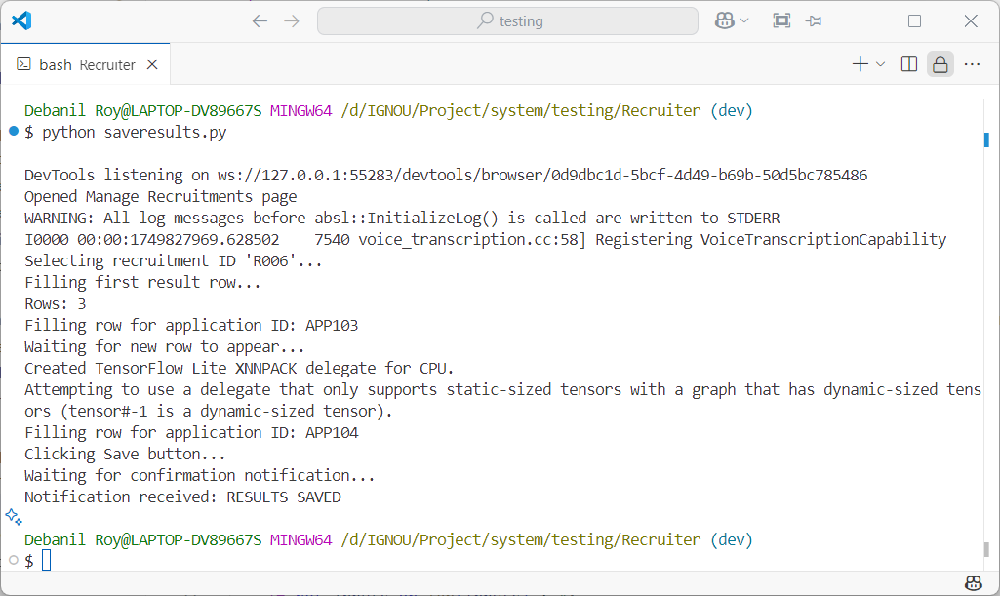 testing
bash Recruiter
Debanil Roy@LAPTOP-DV89667S MINGW64 /d/IGNOU/Project/system/testing/Recruiter (dev)
$ python saveresults.py
DevTools listening on ws://127.0.0.1:55283/devtools/browser/0d9dbc1d-5bcf-4d49-b69b-50d5bc785486
Opened Manage Recruitments page
WARNING: All log messages before absl::InitializeLog() is called are written to STDERR
I0000 00:00:1749827969.628502    7540 voice_transcription.cc:58] Registering VoiceTranscriptionCapability
Selecting recruitment ID 'R006'...
Filling first result row...
Rows: 3
Filling row for application ID: APP103
Waiting for new row to appear...
Created TensorFlow Lite XNNPACK delegate for CPU.
Attempting to use a delegate that only supports static-sized tensors with a graph that has dynamic-sized tens
ors (tensor#-1 is a dynamic-sized tensor).
Filling row for application ID: APP104
Clicking Save button...
Waiting for confirmation notification...
Notification received: RESULTS SAVED
Debanil Roy@LAPTOP-DV89667S MINGW64 /d/IGNOU/Project/system/testing/Recruiter (dev)
$